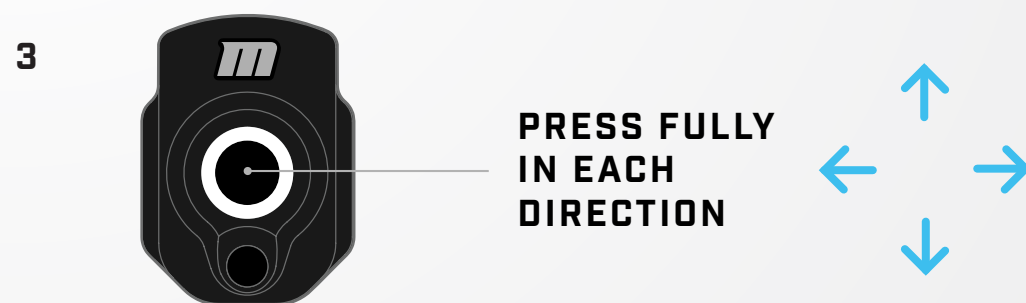 3
m
PRESS FULLY
IN EACH
DIRECTION